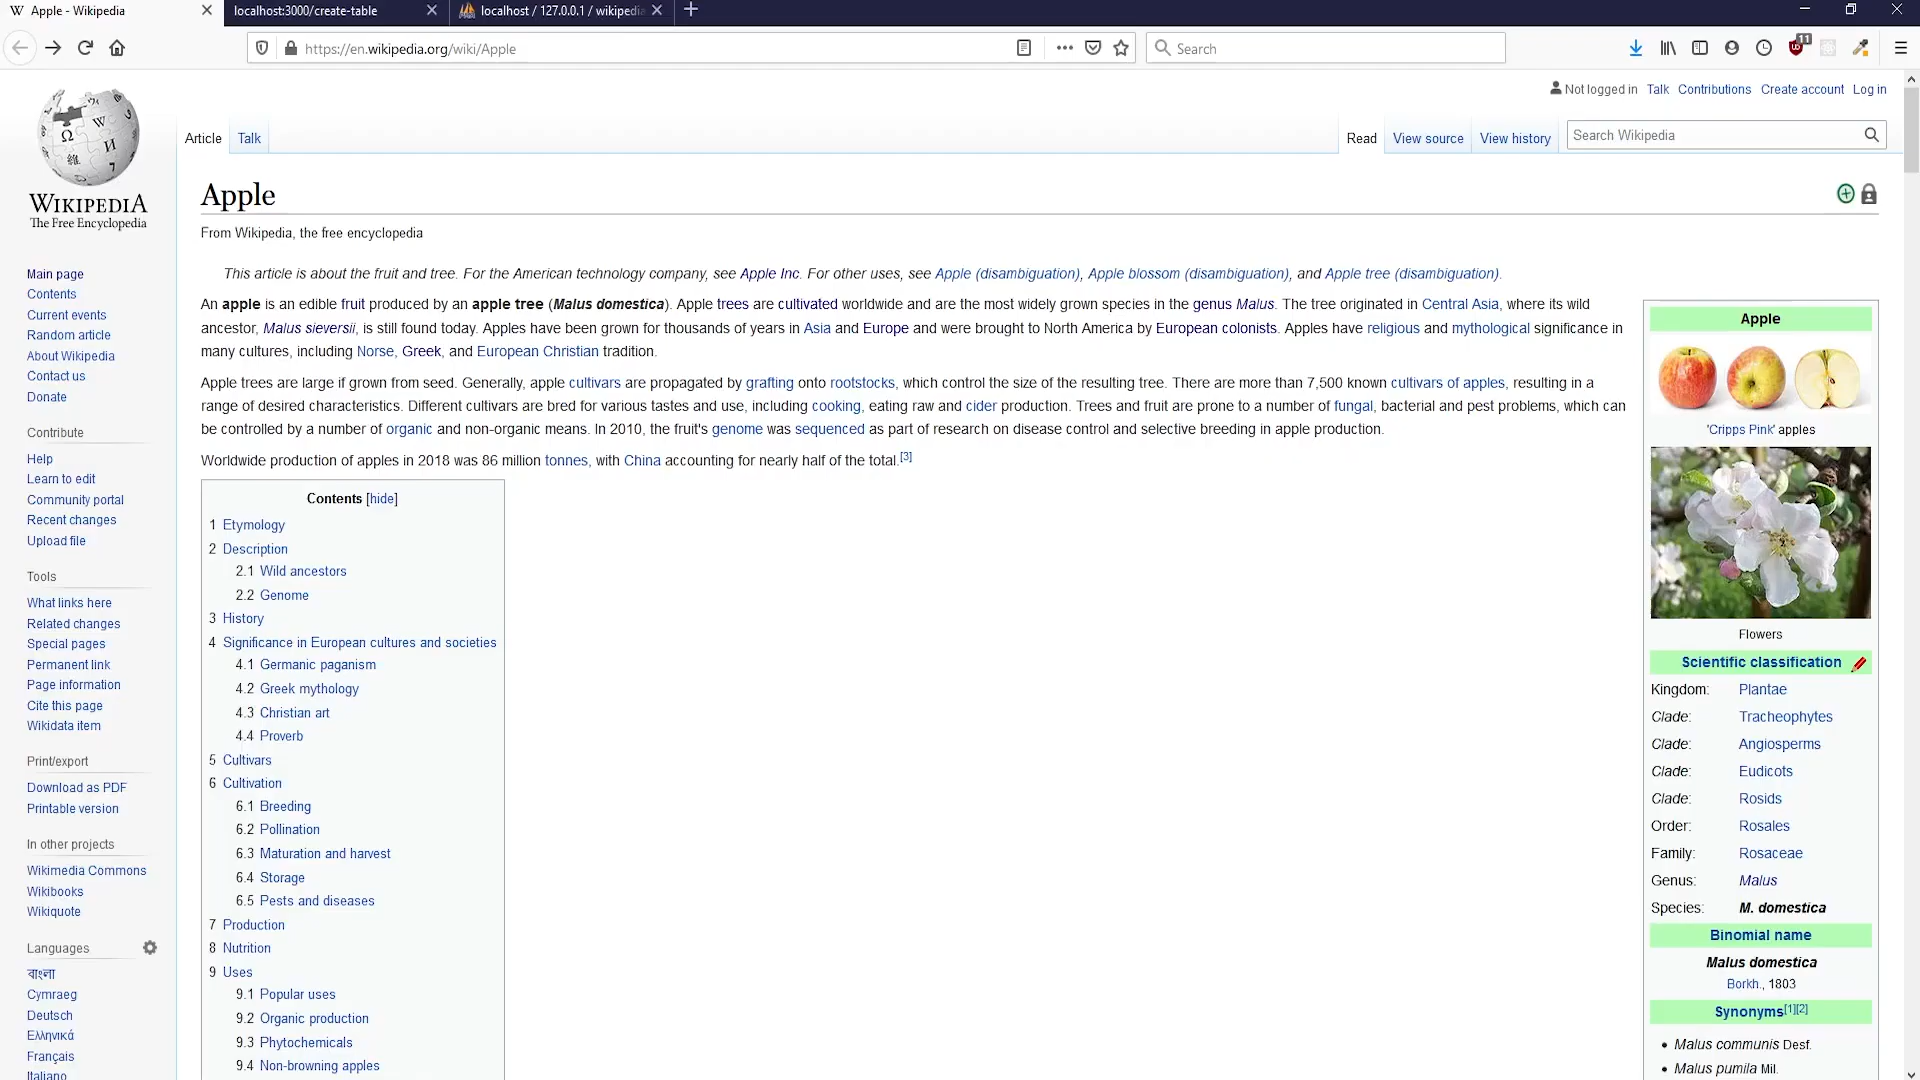 Apple - Wikipedia
localhost:3000/create-table
localhost / 127.0.0.1 / wikipedia
https://en.wikipedia.org/wiki/Apple
Search
11
Not logged in Talk Contributions Create account Log in
Article Talk
Read View source View history
Search Wikipedia
WIKIPEDIA
The Free Encyclopedia
Main page
Contents
Current events
Random article
About Wikipedia
Contact us
Donate
Contribute
Help
Learn to edit
Community portal
Recent changes
Upload file
Tools
What links here
Related changes
Special pages
Permanent link
Page information
Cite this page
Wikidata item
Print/export
Download as PDF
Printable version
In other projects
Wikimedia Commons
Wikibooks
Wikiquote
Languages
বাংলা
Cymraeg
Deutsch
Ελληνικά
Français
Italiano
Apple
From Wikipedia, the free encyclopedia
This article is about the fruit and tree. For the American technology company, see Apple Inc. For other uses, see Apple (disambiguation), Apple blossom (disambiguation), and Apple tree (disambiguation).
An apple is an edible fruit produced by an apple tree (Malus domestica). Apple trees are cultivated worldwide and are the most widely grown species in the genus Malus. The tree originated in Central Asia, where its wild
ancestor, Malus sieversii, is still found today. Apples have been grown for thousands of years in Asia and Europe and were brought to North America by European colonists. Apples have religious and mythological significance in
many cultures, including Norse, Greek, and European Christian tradition.
Apple trees are large if grown from seed. Generally, apple cultivars are propagated by grafting onto rootstocks, which control the size of the resulting tree. There are more than 7,500 known cultivars of apples, resulting in a
range of desired characteristics. Different cultivars are bred for various tastes and use, including cooking, eating raw and cider production. Trees and fruit are prone to a number of fungal, bacterial and pest problems, which can
be controlled by a number of organic and non-organic means. In 2010, the fruit's genome was sequenced as part of research on disease control and selective breeding in apple production.
Worldwide production of apples in 2018 was 86 million tonnes, with China accounting for nearly half of the total.[3]
Contents [hide]
1 Etymology
2 Description
2.1 Wild ancestors
2.2 Genome
3 History
4 Significance in European cultures and societies
4.1 Germanic paganism
4.2 Greek mythology
4.3 Christian art
4.4 Proverb
5 Cultivars
6 Cultivation
6.1 Breeding
6.2 Pollination
6.3 Maturation and harvest
6.4 Storage
6.5 Pests and diseases
7 Production
8 Nutrition
9 Uses
9.1 Popular uses
9.2 Organic production
9.3 Phytochemicals
9.4 Non-browning apples
Apple
'Cripps Pink' apples
Flowers
Scientific classification
Kingdom: Plantae
Clade: Tracheophytes
Clade: Angiosperms
Clade: Eudicots
Clade: Rosids
Order: Rosales
Family: Rosaceae
Genus: Malus
Species: M. domestica
Binomial name
Malus domestica
Borkh., 1803
Synonyms[1][2]
Malus communis Desf.
Malus pumila Mil.